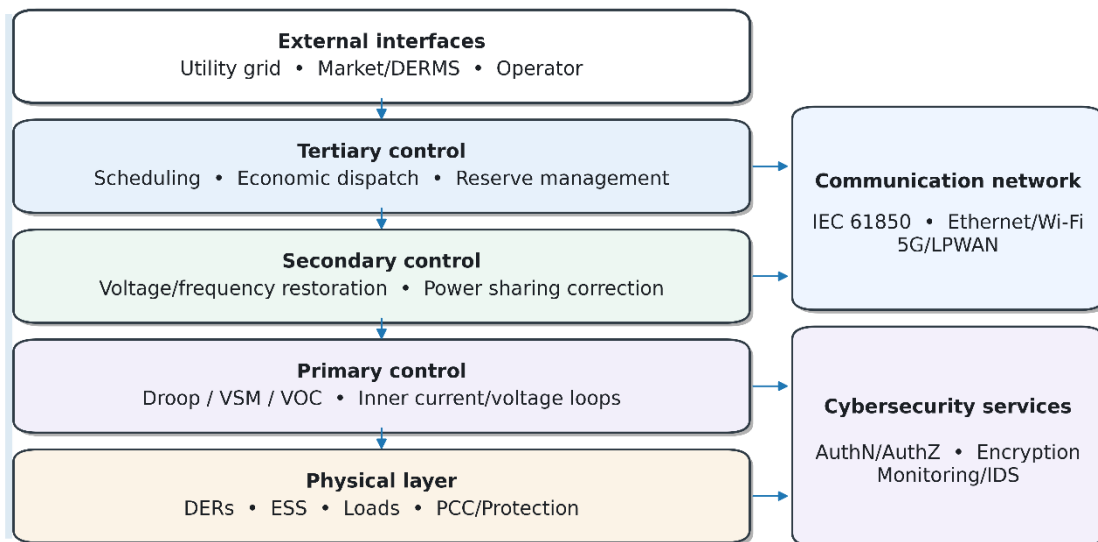 External interfaces
Utility grid • Market/DERMS • Operator
Tertiary control
Scheduling • Economic dispatch • Reserve management
Secondary control
Voltage/frequency restoration • Power sharing correction
Primary control
Droop / VSM / VOC • Inner current/voltage loops
Physical layer
DERs • ESS • Loads • PCC/Protection
Communication network
IEC 61850 • Ethernet/Wi-Fi
5G/LPWAN
Cybersecurity services
AuthN/AuthZ • Encryption
Monitoring/IDS